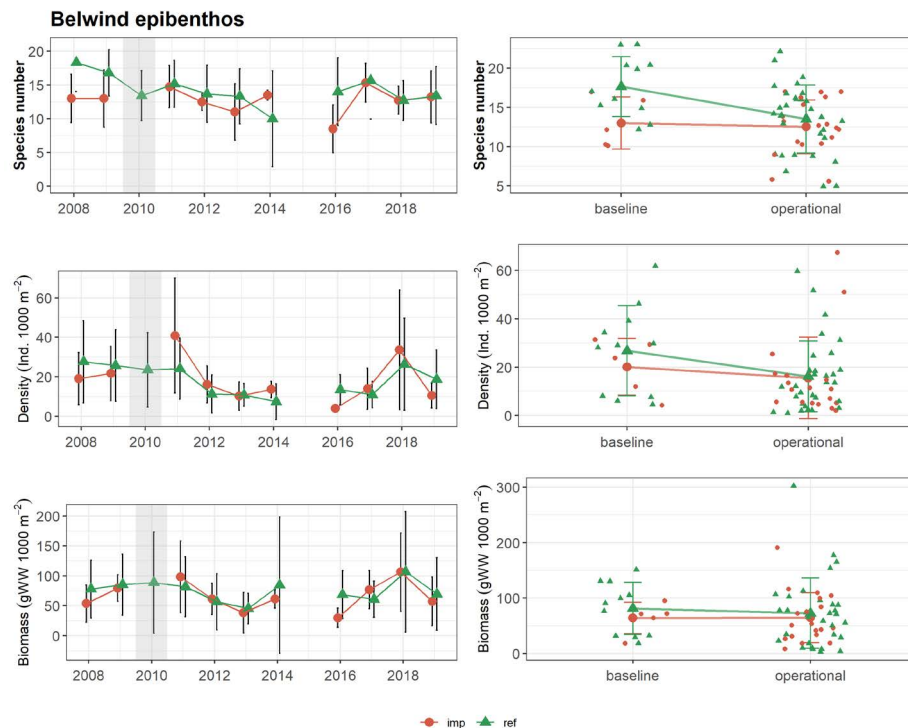 Belwind epibenthos
Species number
20
15
10
5
0
2008 2010 2012 2014 2016 2018
Species number
20
15
10
5
baseline operational
Density (Ind. 1000 m⁻²)
60
40
20
0
2008 2010 2012 2014 2016 2018
Density (Ind. 1000 m⁻²)
60
40
20
0
baseline operational
Biomass (gWW 1000 m⁻²)
200
150
100
50
0
2008 2010 2012 2014 2016 2018
Biomass (gWW 1000 m⁻²)
300
200
100
0
baseline operational
imp ref